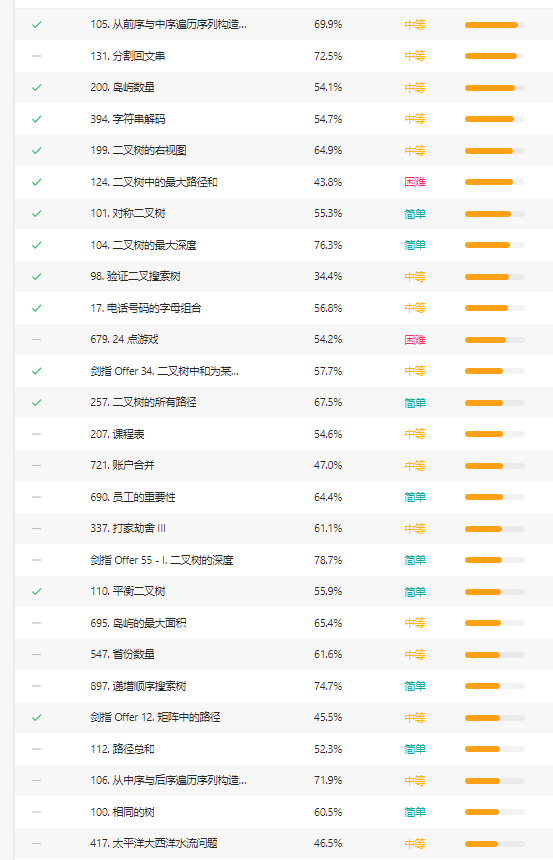 105. 从前序与中序遍历序列构造... 69.9% 中等
131. 分割回文串 72.5% 中等
200. 岛屿数量 54.1% 中等
394. 字符串解码 54.7% 中等
199. 二叉树的右视图 64.9% 中等
124. 二叉树中的最大路径和 43.8% 困难
101. 对称二叉树 55.3% 简单
104. 二叉树的最大深度 76.3% 简单
98. 验证二叉搜索树 34.4% 中等
17. 电话号码的字母组合 56.8% 中等
679. 24 点游戏 54.2% 困难
剑指 Offer 34. 二叉树中和为某... 57.7% 中等
257. 二叉树的所有路径 67.5% 简单
207. 课程表 54.6% 中等
721. 账户合并 47.0% 中等
690. 员工的重要性 64.4% 简单
337. 打家劫舍 III 61.1% 中等
剑指 Offer 55 - I. 二叉树的深度 78.7% 简单
110. 平衡二叉树 55.9% 简单
695. 岛屿的最大面积 65.4% 中等
547. 省份数量 61.6% 中等
897. 递增顺序搜索树 74.7% 简单
剑指 Offer 12. 矩阵中的路径 45.5% 中等
112. 路径总和 52.3% 简单
106. 从中序与后序遍历序列构造... 71.9% 中等
100. 相同的树 60.5% 简单
417. 太平洋大西洋水流问题 46.5% 中等